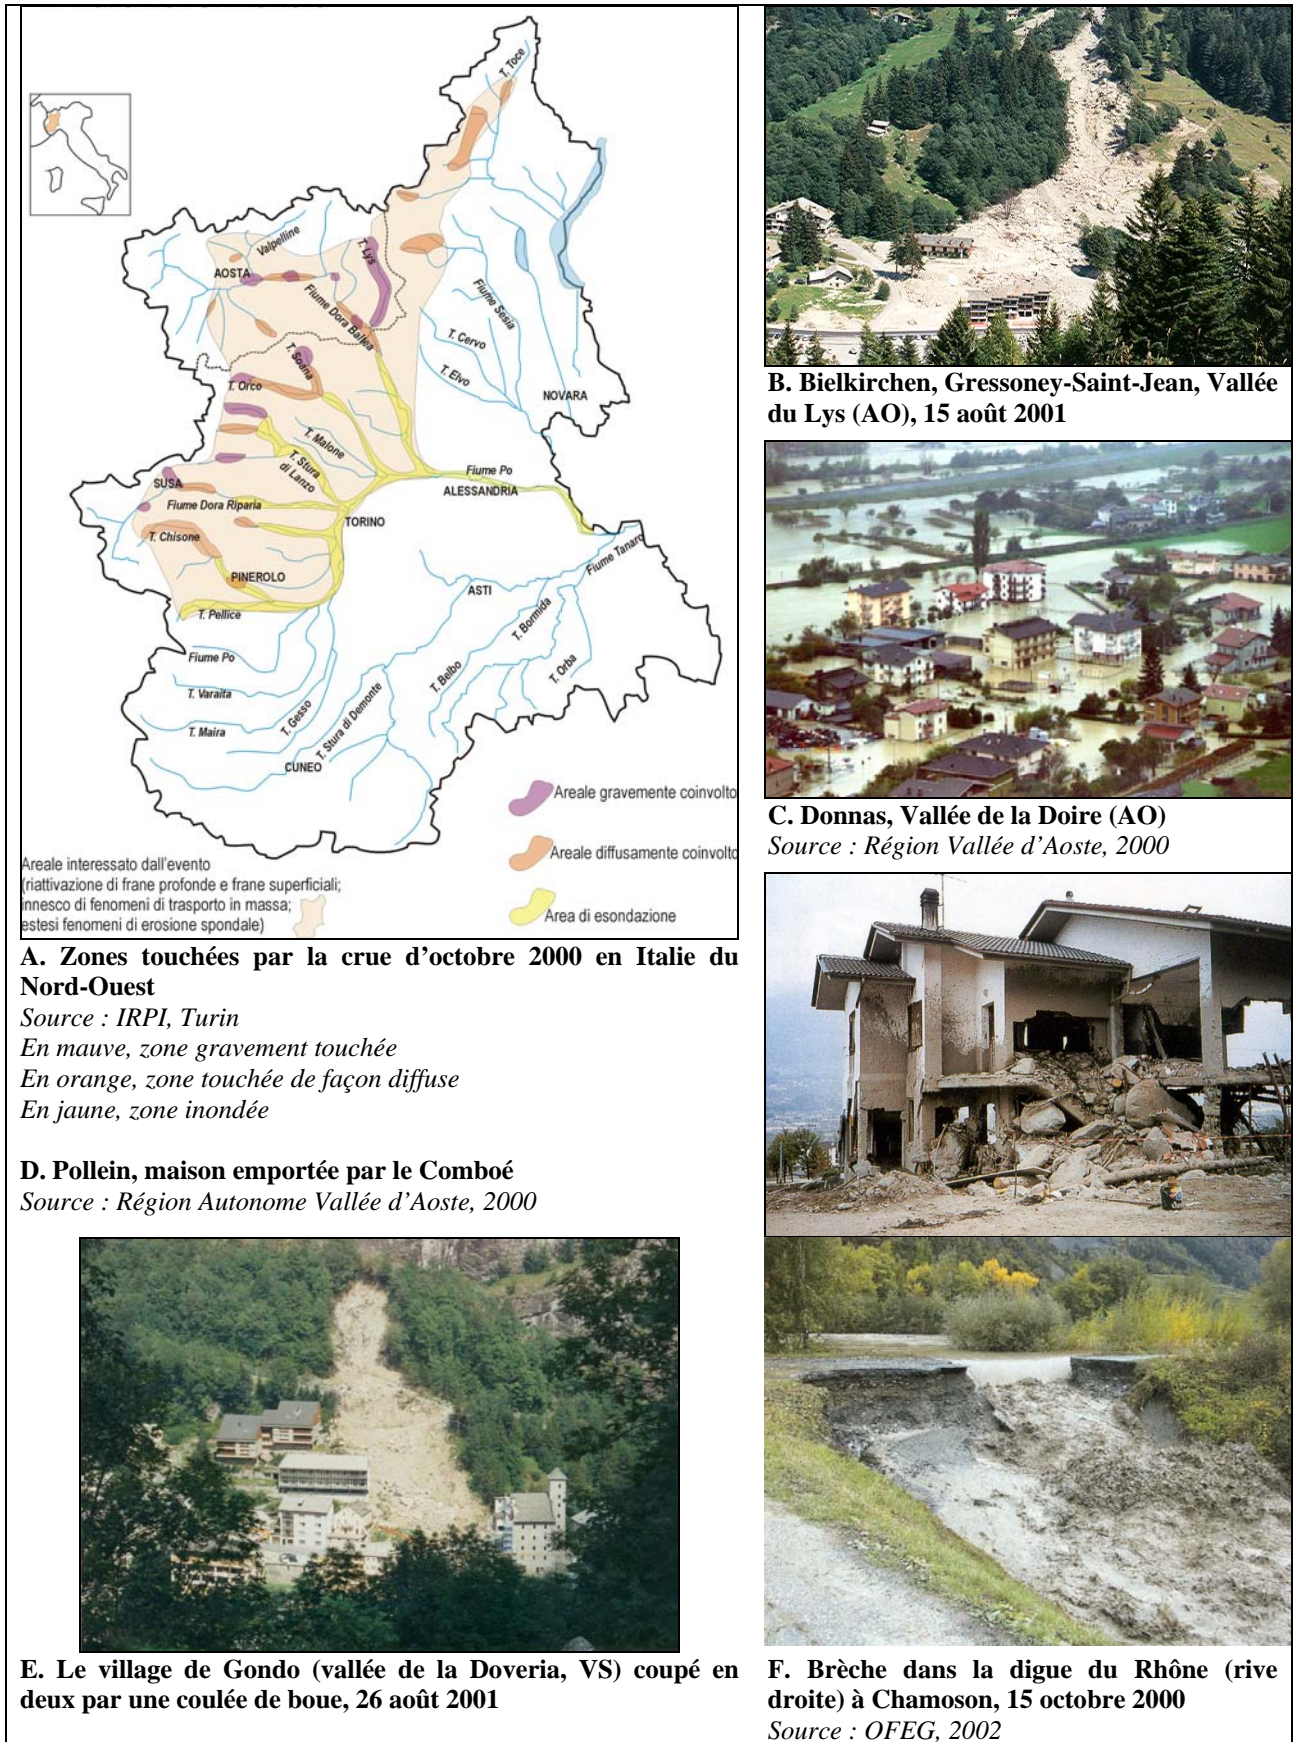 T. Toce
Valpelline
AOSTA
T. Lys
Fiume Dora Baltea
Fiume Sesia
T. Cervo
T. Elvo
NOVARA
T. Soana
T. Orco
T. Malone
T. Stura
di Lanzo
Fiume Po
ALESSANDRIA
SUSA
Fiume Dora Riparia
TORINO
T. Chisone
PINEROLO
Fiume Tanaro
ASTI
T. Pellice
T. Bormida
Fiume Po
T. Belbo
T. Orba
T. Varaita
T. Gesso
T. Stura di Demonte
T. Maira
CUNEO
Areale gravemente coinvolto
Areale diffusamente coinvolto
Area di esondazione
Areale interessato dall'evento
(riattivazione di frane profonde e frane superficiali;
innesco di fenomeni di trasporto in massa;
estesi fenomeni di erosione spondale)
A. Zones touchées par la crue d'octobre 2000 en Italie du
Nord-Ouest
Source : IRPI, Turin
En mauve, zone gravement touchée
En orange, zone touchée de façon diffuse
En jaune, zone inondée
B. Bielkirchen, Gressoney-Saint-Jean, Vallée
du Lys (AO), 15 août 2001
C. Donnas, Vallée de la Doire (AO)
Source : Région Vallée d'Aoste, 2000
D. Pollein, maison emportée par le Comboé
Source : Région Autonome Vallée d'Aoste, 2000
E. Le village de Gondo (vallée de la Doveria, VS) coupé en
deux par une coulée de boue, 26 août 2001
F. Brèche dans la digue du Rhône (rive
droite) à Chamoson, 15 octobre 2000
Source : OFEG, 2002